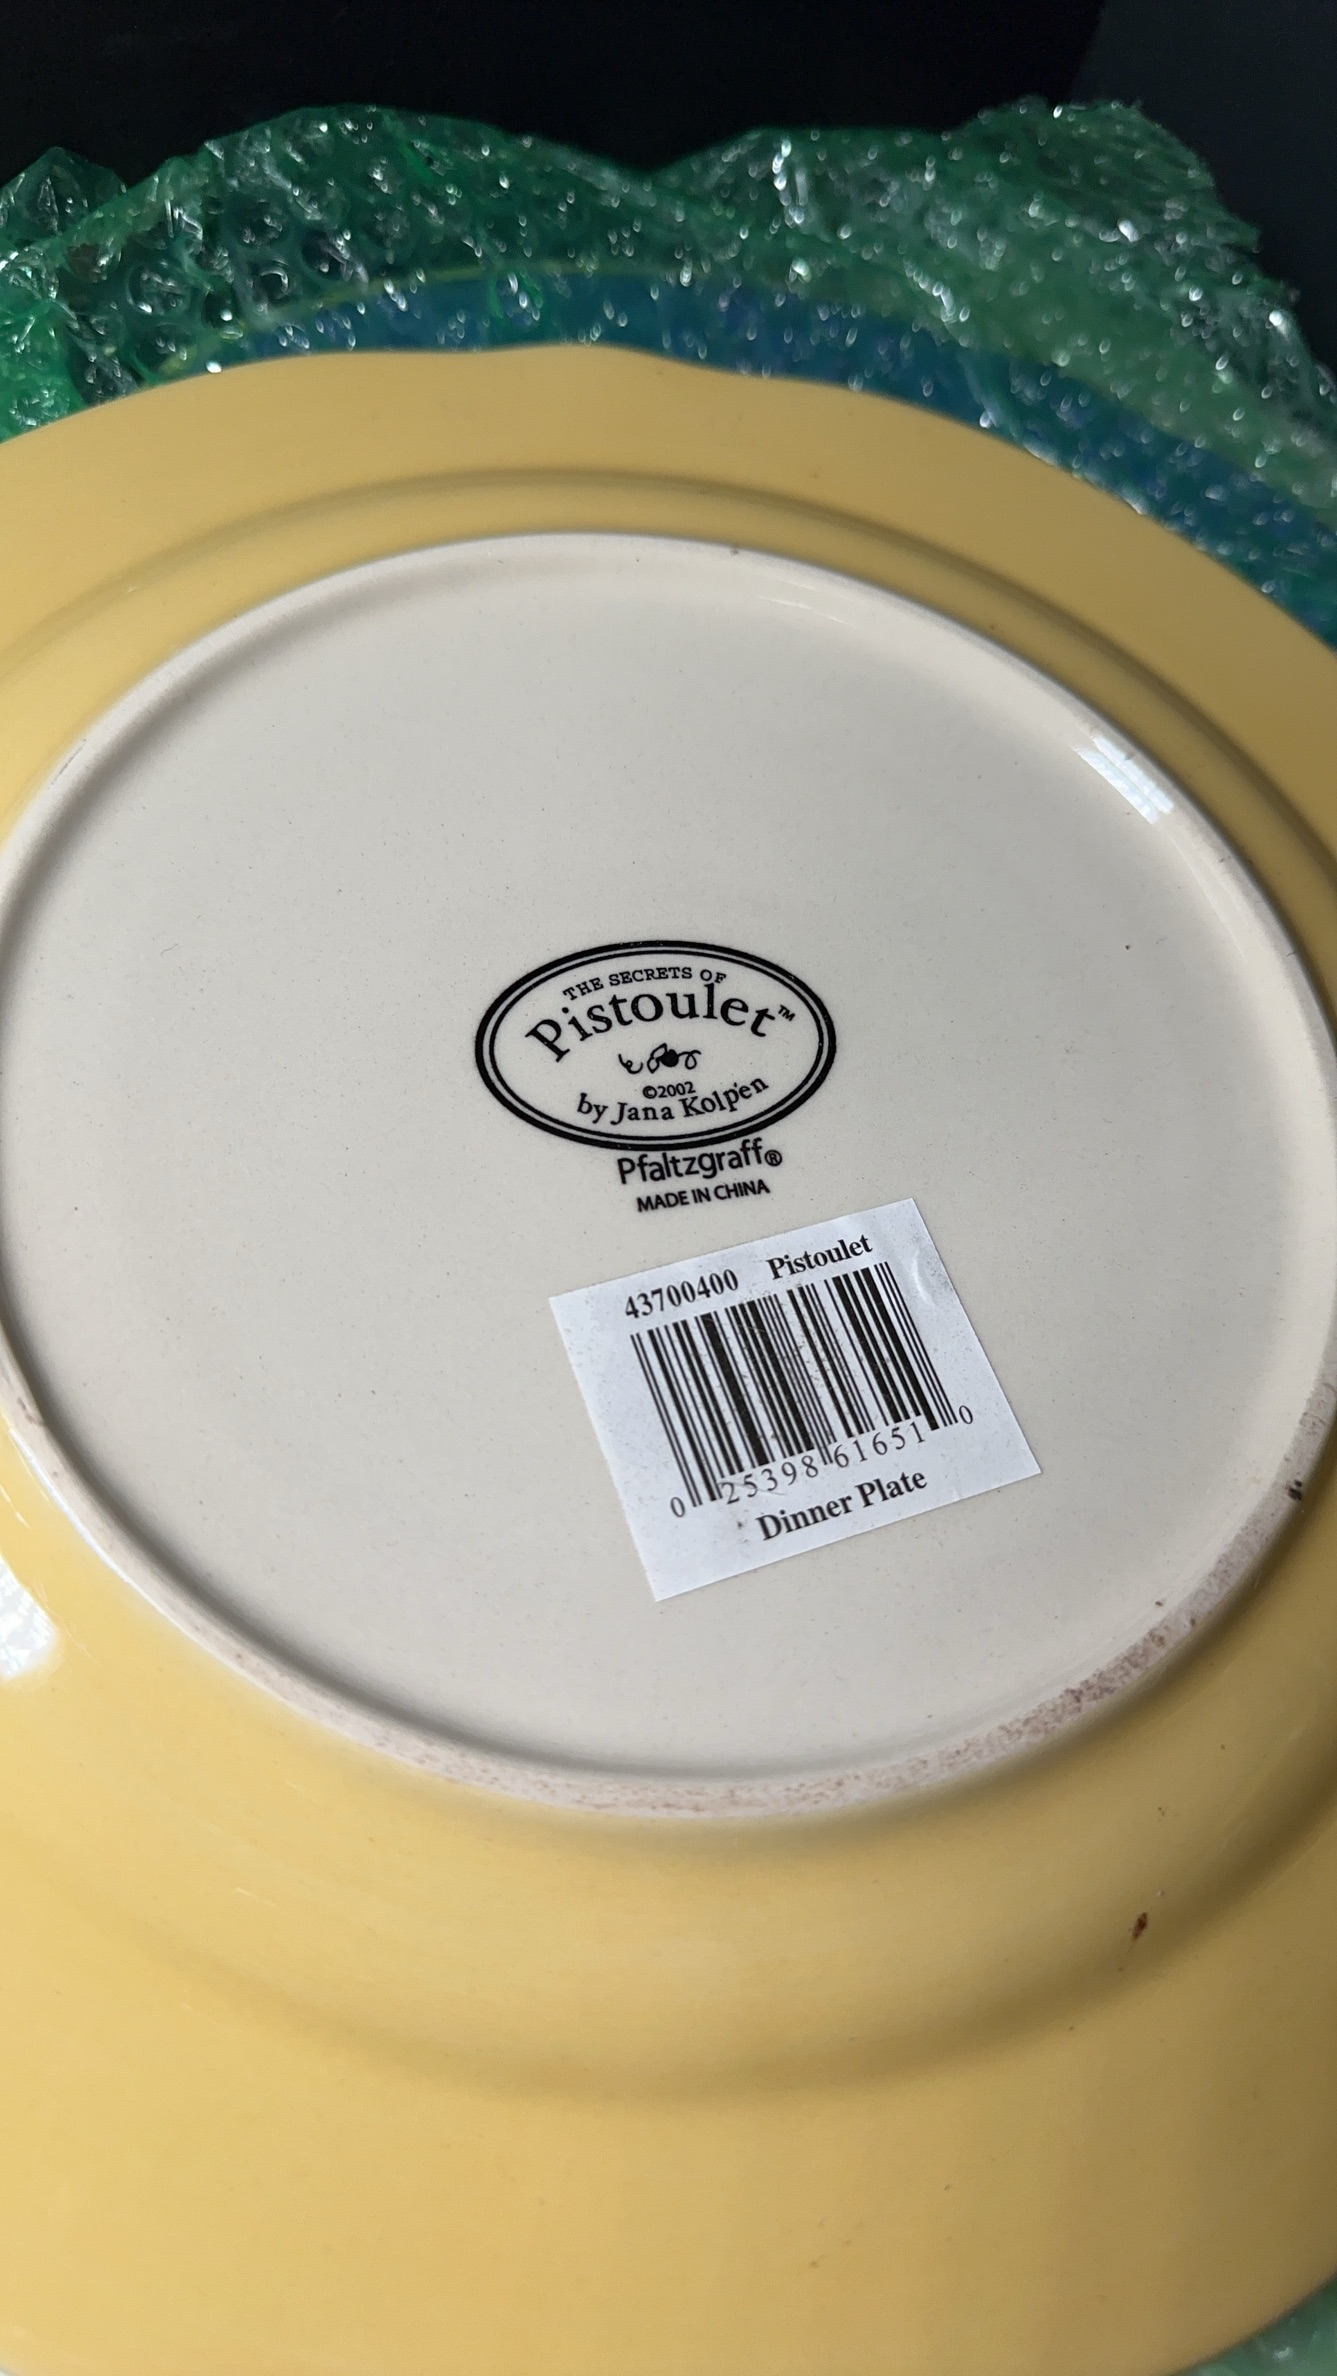 THE SECRETS OF
Pistoulet™
©2002
by Jana Kolpen
Pfaltzgraff®
MADE IN CHINA
43700400 Pistoulet
0 25398 61651 0
Dinner Plate